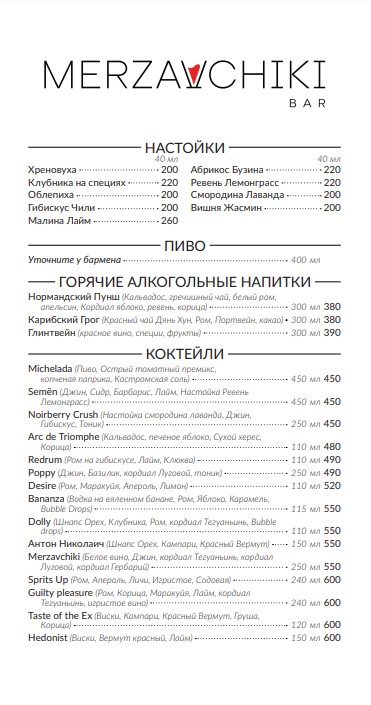 MERZAVCHIKI
BAR
НАСТОЙКИ
40 мл
Хреновуха 200
Клубника на специях 220
Облепиха 200
Гибискус Чили 200
Малина Лайм 260
40 мл
Абрикос Бузина 220
Ревень Лемонграсс 220
Смородина Лаванда 200
Вишня Жасмин 200
ПИВО
Уточните у бармена 400 мл
ГОРЯЧИЕ АЛКОГОЛЬНЫЕ НАПИТКИ
Нормандский Пунш (Кальвадос, гречишный чай, белый ром,
апельсин, Кордиал яблоко, ревень, корица) 300 мл 380
Карибский Грог (Красный чай Дянь Хун, Ром, Портвейн, какао) 300 мл 380
Глинтвейн (красное вино, специи, фрукты) 300 мл 390
КОКТЕЙЛИ
Michelada (Пиво, Острый томатный премикс,
копченая паприка, Костромская соль) 450 мл 450
Semёn (Джин, Сидр, Барбарис, Лайм, Настойка Ревень
Лемонграсс) 450 мл 450
Noirberry Crush (Настойка смородина лаванда, Джин,
Гибискус, Тоник) 250 мл 450
Arc de Triomphe (Кальвадос, печеное яблоко, Сухой херес,
Корица) 110 мл 480
Redrum (Ром на гибискусе, Лайм, Клюква) 110 мл 490
Poppy (Джин, Базилик, кордиал Луговой, тоник) 250 мл 490
Desire (Ром, Маракуйя, Апероль, Лимон) 110 мл 520
Bananza (Водка на вяленном банане, Ром, Яблоко, Карамель,
Bubble Drops) 115 мл 550
Dolly (Шнапс Орех, Клубника, Ром, кордиал Тегуаньинь, Bubble
drops) 110 мл 550
Антон Николаич (Шнапс Орех, Кампари, Красный Вермут) 150 мл 550
Merzavchiki (Белое вино, Джин, кордиал Тегуаньинь, кордиал
Луговой, кордиал Гербарий) 250 мл 550
Sprits Up (Ром, Апероль, Личи, Игристое, Содовая) 240 мл 600
Guilty pleasure (Ром, Корица, Маракуйя, Лайм, кордиал
Тегуаньинь, игристое вино) 240 мл 600
Taste of the Ex (Виски, Кампари, Красный Вермут, Груша,
Корица) 120 мл 600
Hedonist (Виски, Вермут красный, Лайм) 150 мл 600